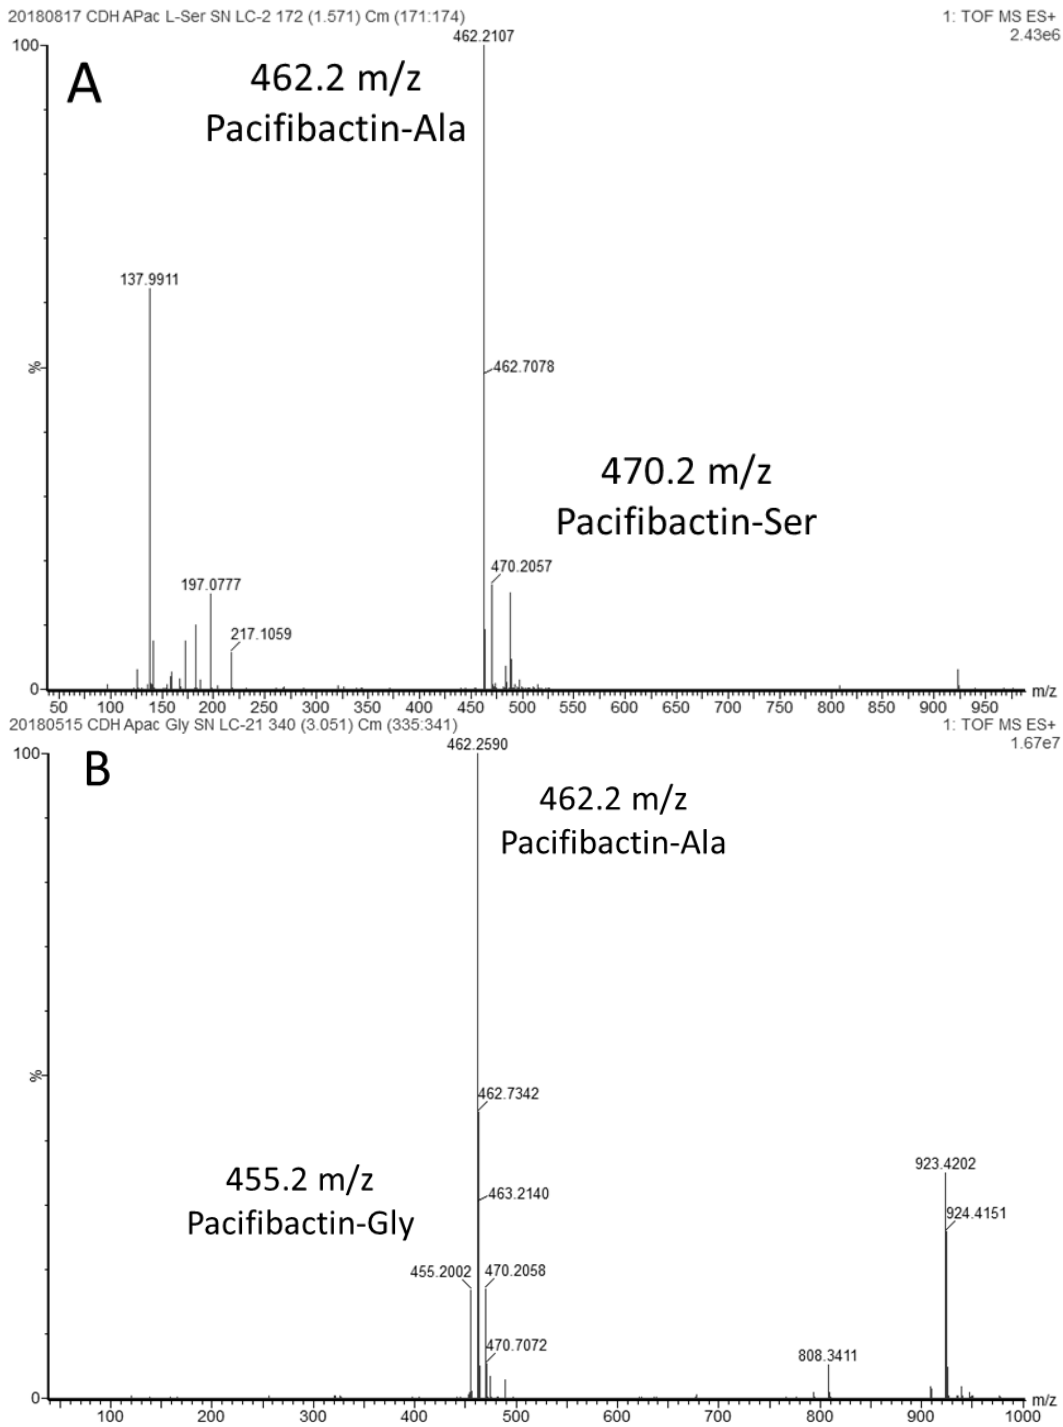 20180817 CDH APac L-Ser SN LC-2 172 (1.571) Cm (171:174)
1: TOF MS ES+
2.43e6
100
462.2107
A
462.2 m/z
Pacifibactin-Ala
137.9911
%
462.7078
470.2 m/z
Pacifibactin-Ser
470.2057
197.0777
217.1059
0
50 100 150 200 250 300 350 400 450 500 550 600 650 700 750 800 850 900 950 m/z
20180515 CDH Apac Gly SN LC-21 340 (3.051) Cm (335:341)
1: TOF MS ES+
1.67e7
100
462.2590
B
462.2 m/z
Pacifibactin-Ala
%
462.7342
455.2 m/z
Pacifibactin-Gly
463.2140
923.4202
924.4151
455.2002
470.2058
470.7072
808.3411
0
100 200 300 400 500 600 700 800 900 1000 m/z